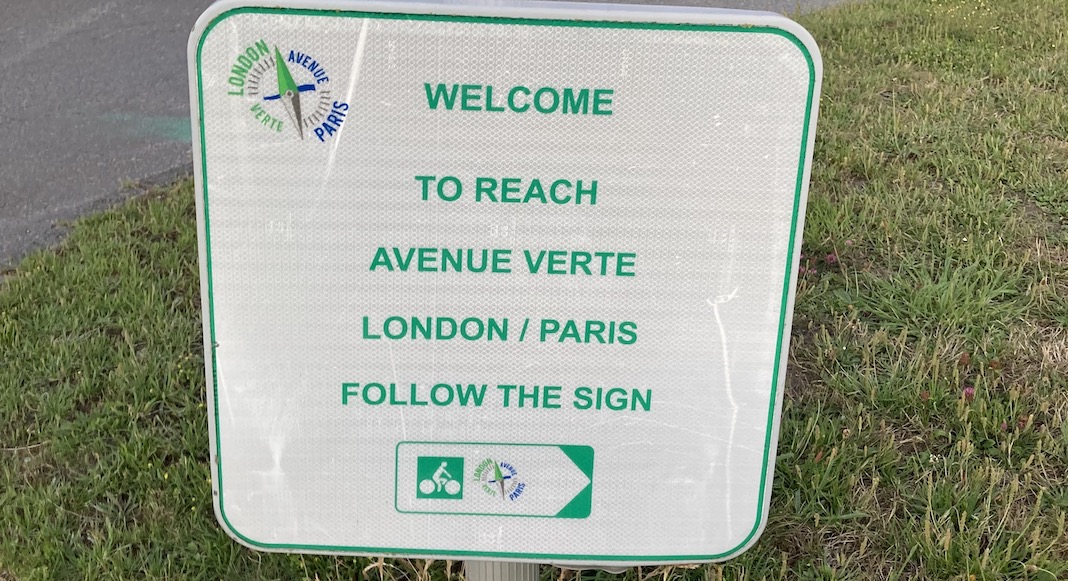 LONDON
AVENUE
VERTE
PARIS
WELCOME
TO REACH
AVENUE VERTE
LONDON / PARIS
FOLLOW THE SIGN
LONDON
AVENUE
VERTE
PARIS